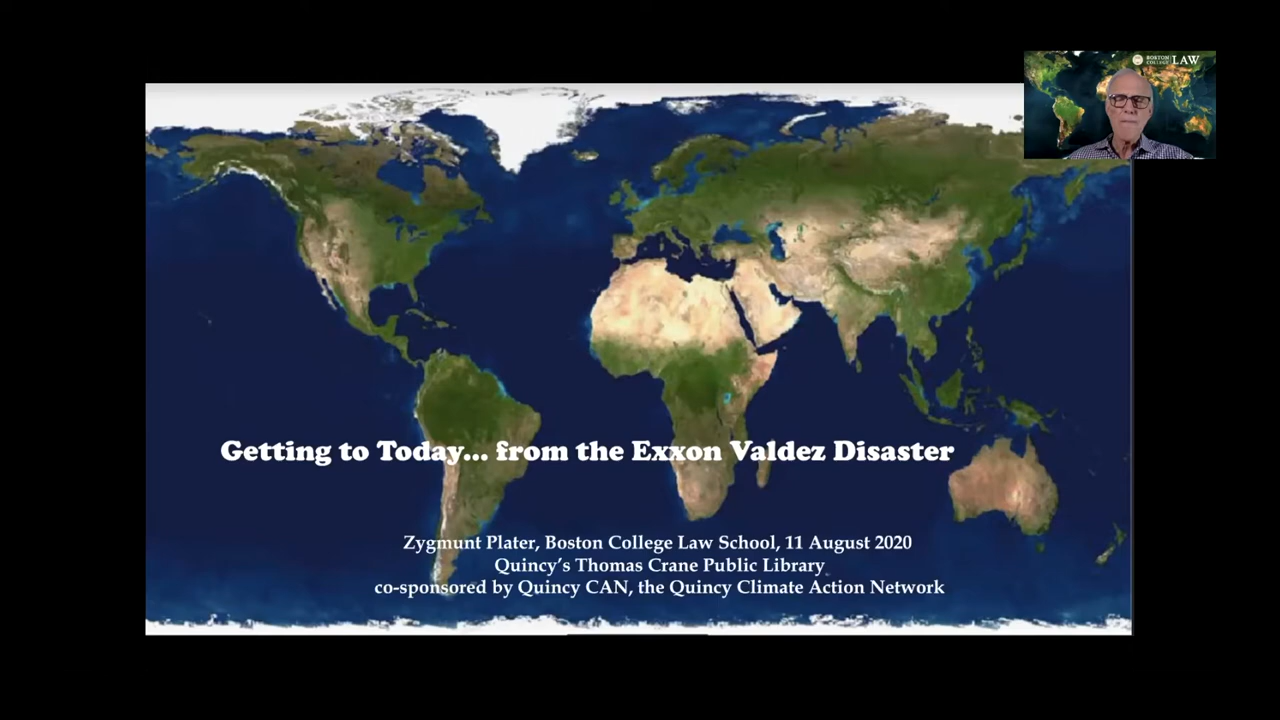 BOSTON COLLEGE LAW
Getting to Today... from the Exxon Valdez Disaster
Zygmunt Plater, Boston College Law School, 11 August 2020
Quincy's Thomas Crane Public Library
co-sponsored by Quincy CAN, the Quincy Climate Action Network